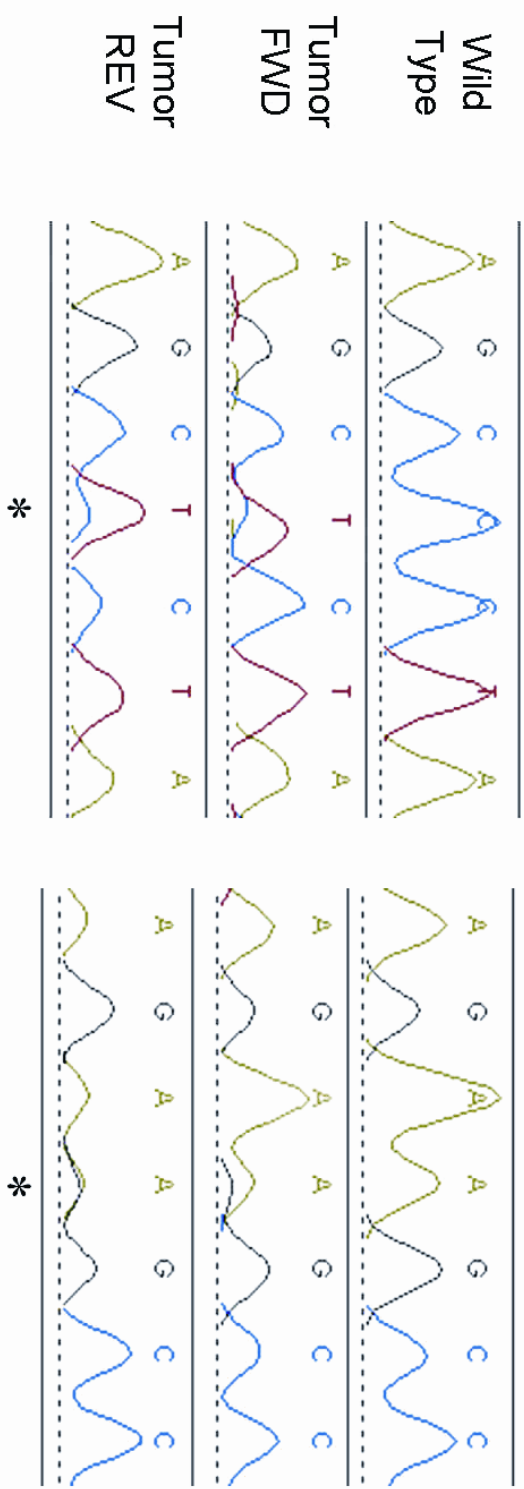 Wild
Type
A G C C C T A
A G A A G C C
Tumor
FWD
A G C T C T A
A G A A G C C
Tumor
REV
A G C T C T A
A G A A G C C
*
*